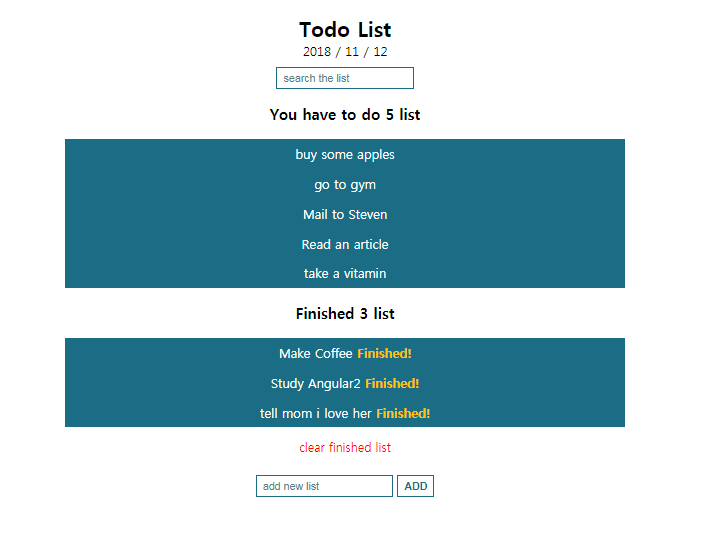 Todo List
2018 / 11 / 12
search the list
You have to do 5 list
buy some apples
go to gym
Mail to Steven
Read an article
take a vitamin
Finished 3 list
Make Coffee Finished!
Study Angular2 Finished!
tell mom i love her Finished!
clear finished list
add new list ADD